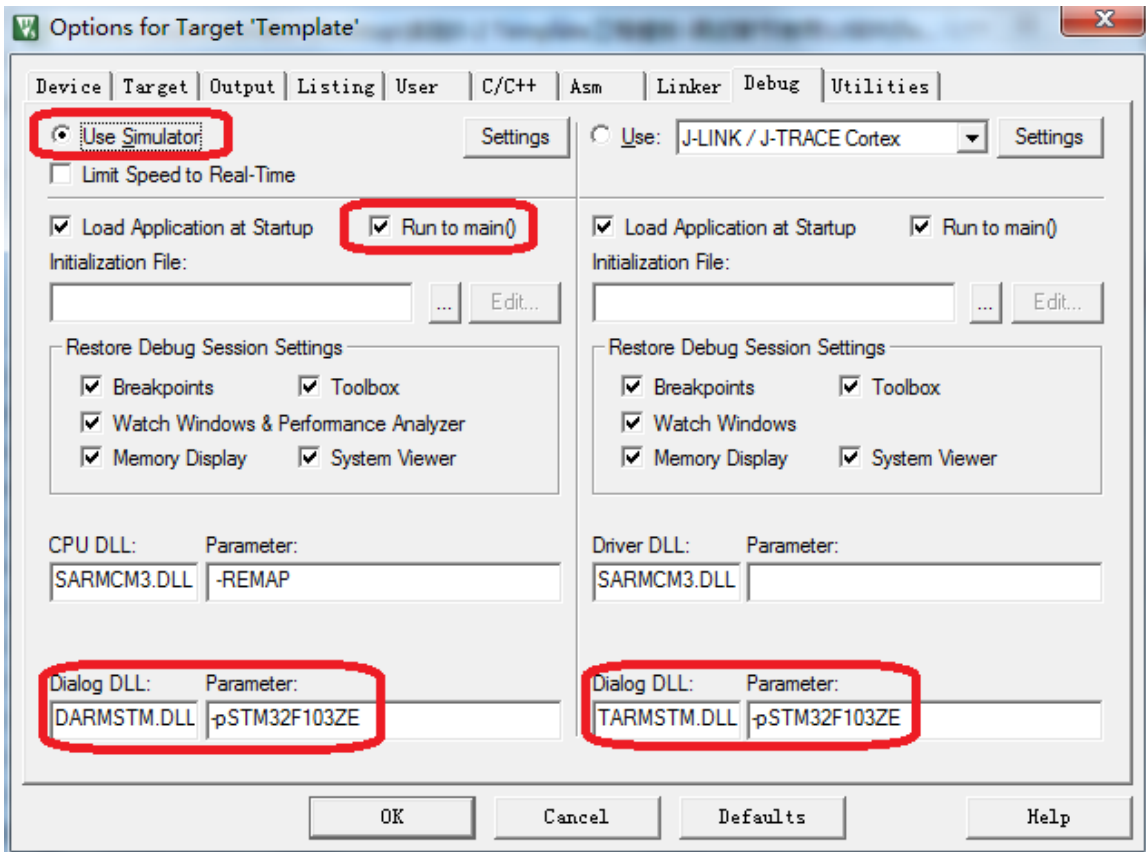 Options for Target 'Template'
Device Target Output Listing User C/C++ Asm Linker Debug Utilities
Use Simulator Settings
Use: J-LINK / J-TRACE Cortex Settings
Limit Speed to Real-Time
Load Application at Startup Run to main()
Initialization File:
... Edit...
Restore Debug Session Settings
Breakpoints Toolbox
Watch Windows & Performance Analyzer
Memory Display System Viewer
CPU DLL: Parameter:
SARMCM3.DLL -REMAP
Dialog DLL: Parameter:
DARMSTM.DLL -pSTM32F103ZE
Load Application at Startup Run to main()
Initialization File:
... Edit...
Restore Debug Session Settings
Breakpoints Toolbox
Watch Windows
Memory Display System Viewer
Driver DLL: Parameter:
SARMCM3.DLL
Dialog DLL: Parameter:
TARMSTM.DLL -pSTM32F103ZE
OK Cancel Defaults Help